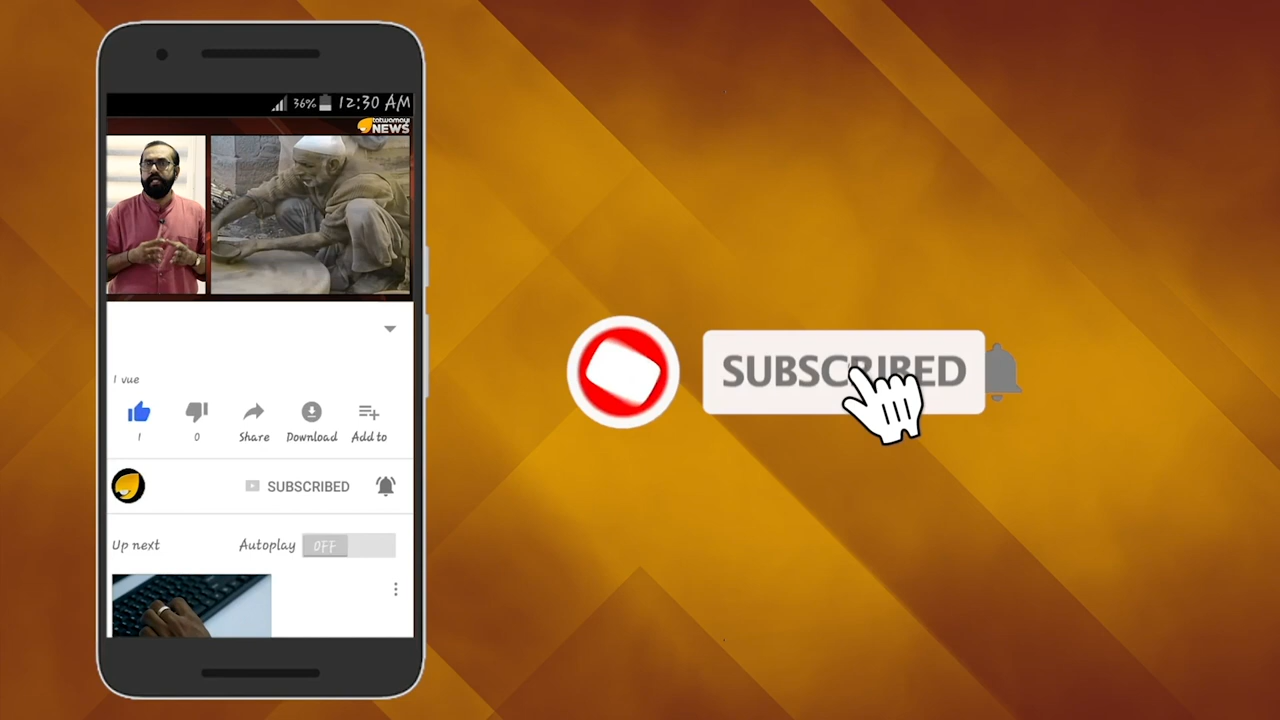 36% 12:30 AM
tatwamayi
NEWS
1 vue
1
0
Share
Download
Add to
SUBSCRIBED
Up next
Autoplay
OFF
SUBSCRIBED